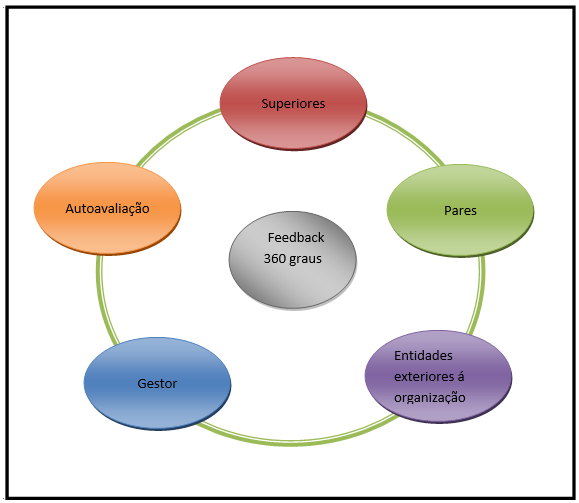 Superiores
Autoavaliação
Pares
Feedback
360 graus
Entidades
exteriores á
organização
Gestor